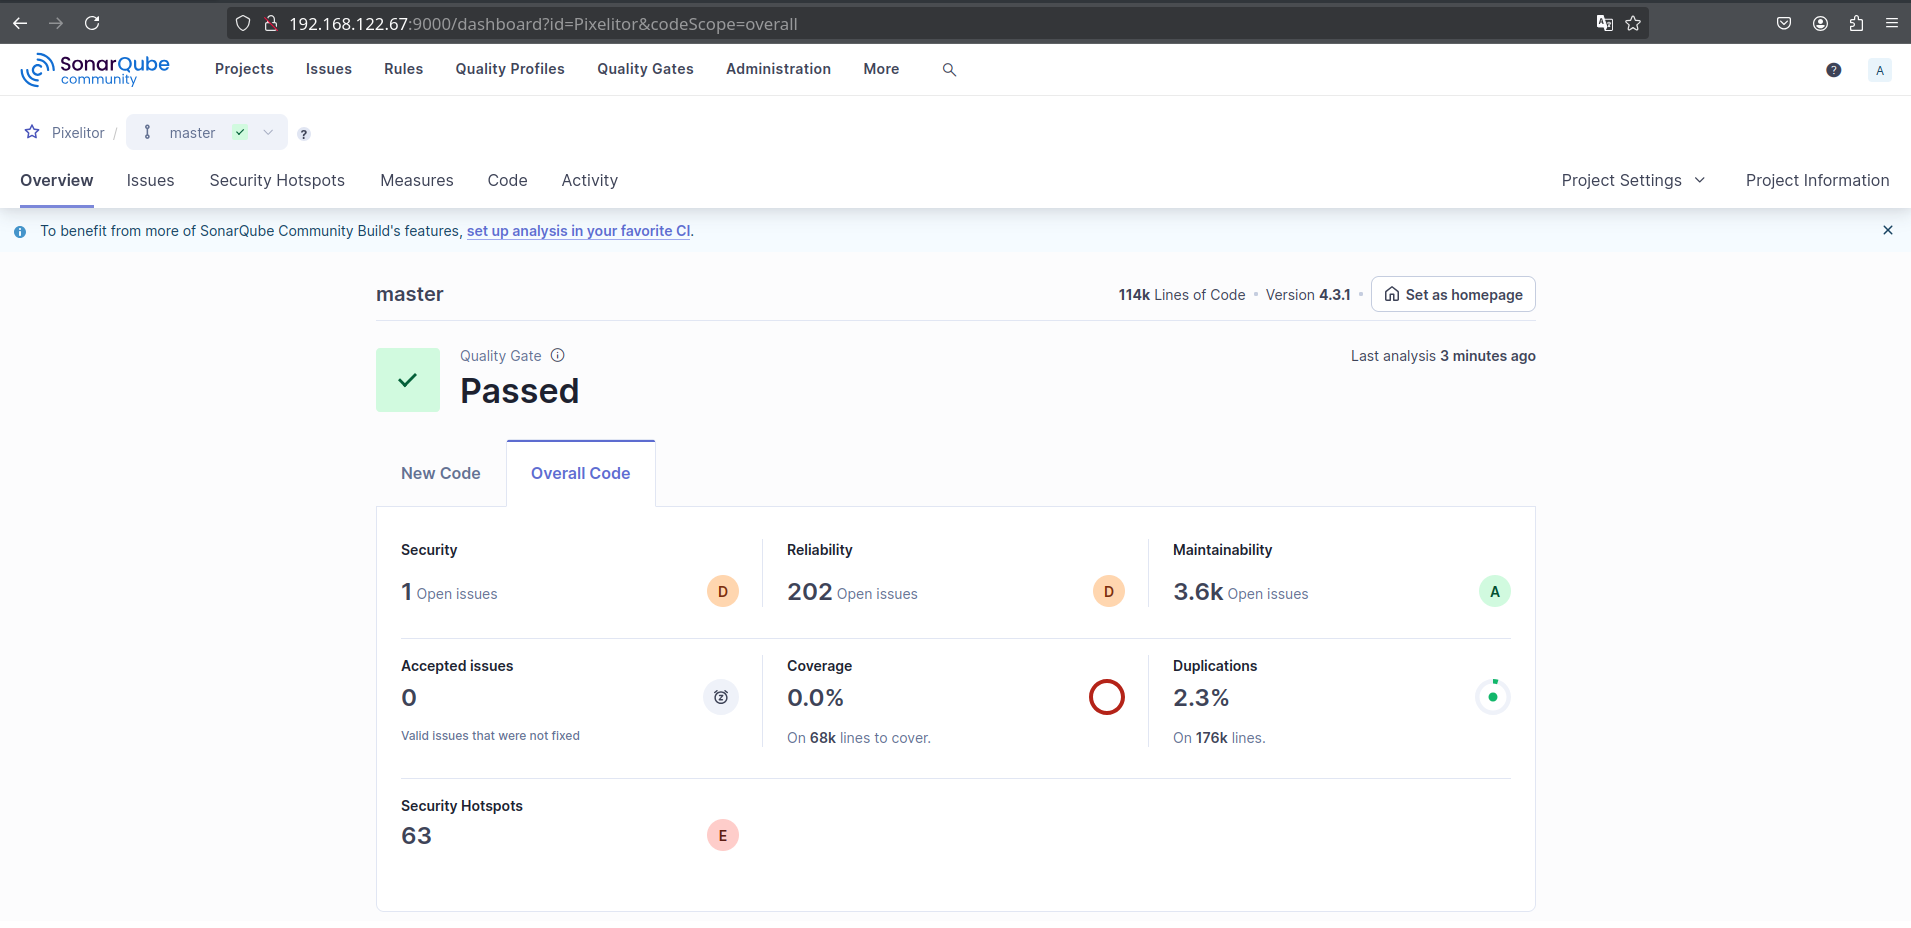 192.168.122.67:9000/dashboard?id=Pixelitor&codeScope=overall
SonarQube community
Projects Issues Rules Quality Profiles Quality Gates Administration More ? A
Pixelitor / master ?
Overview Issues Security Hotspots Measures Code Activity Project Settings Project Information
To benefit from more of SonarQube Community Build's features, set up analysis in your favorite CI.
master 114k Lines of Code • Version 4.3.1 • Set as homepage
Quality Gate Last analysis 3 minutes ago
Passed
New Code Overall Code
Security Reliability Maintainability
1 Open issues D 202 Open issues D 3.6k Open issues A
Accepted issues Coverage Duplications
0 0.0% 2.3%
Valid issues that were not fixed On 68k lines to cover. On 176k lines.
Security Hotspots
63 E